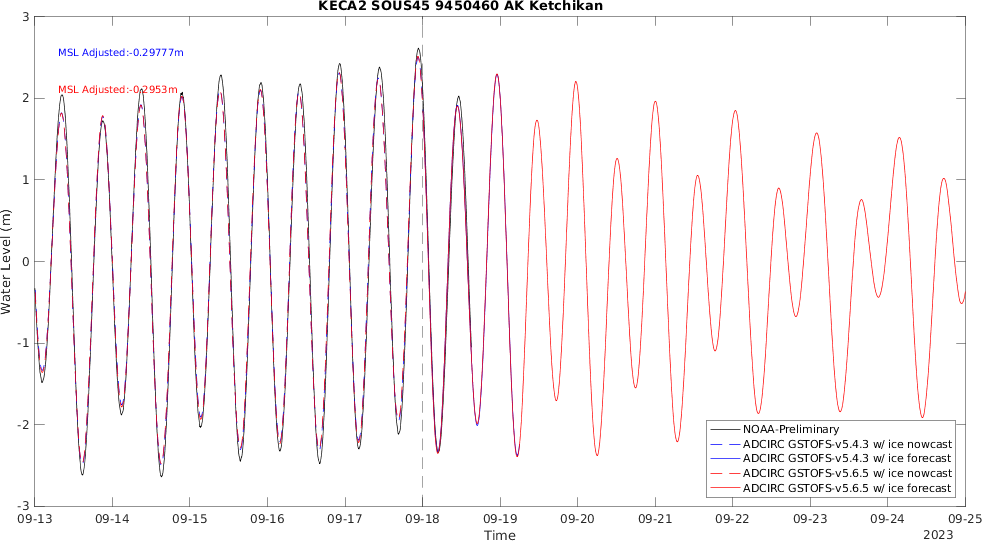 KECA2 SOUS45 9450460 AK Ketchikan
MSL Adjusted:-0.29777m
MSL Adjusted:-0.2953m
3
2
1
0
-1
-2
-3
Water Level (m)
09-13 09-14 09-15 09-16 09-17 09-18 09-19 09-20 09-21 09-22 09-23 09-24 09-25
Time
2023
NOAA-Preliminary
ADCIRC GSTOFS-v5.4.3 w/ ice nowcast
ADCIRC GSTOFS-v5.4.3 w/ ice forecast
ADCIRC GSTOFS-v5.6.5 w/ ice nowcast
ADCIRC GSTOFS-v5.6.5 w/ ice forecast